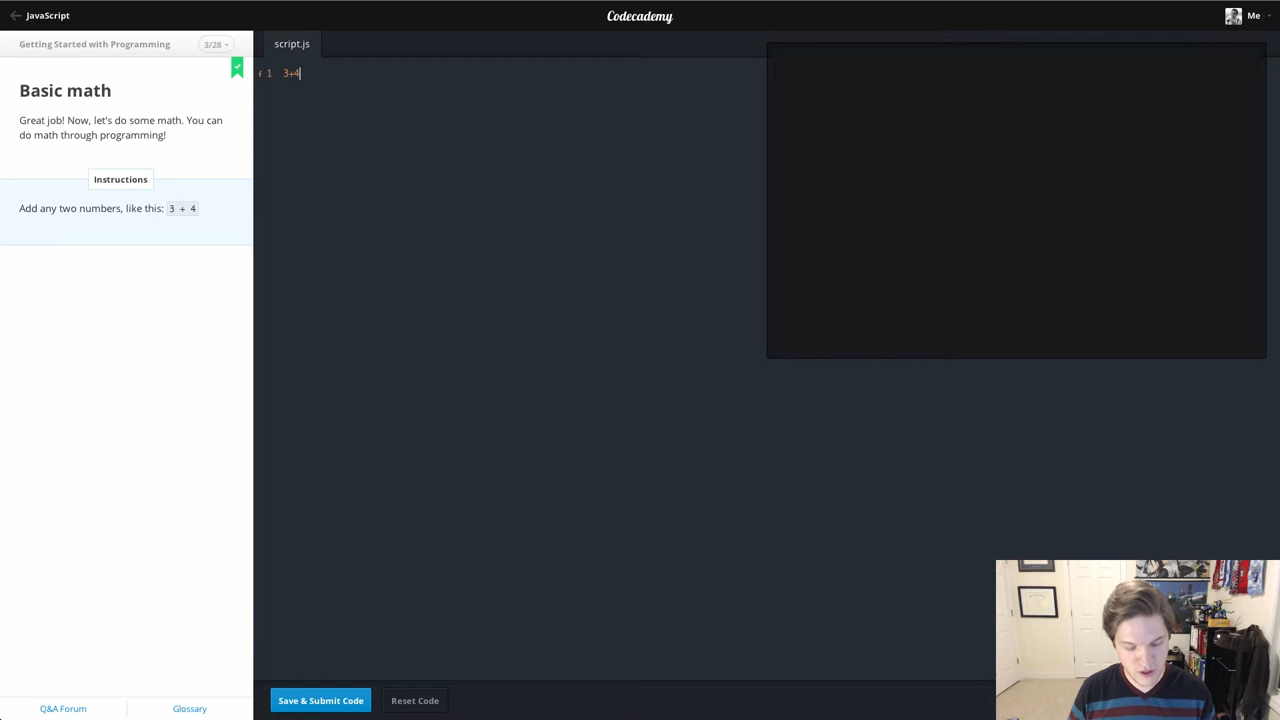 JavaScript
Codecademy
Me
Getting Started with Programming
3/28
script.js
i 1 3+4
Basic math
Great job! Now, let's do some math. You can
do math through programming!
Instructions
Add any two numbers, like this: 3 + 4
Save & Submit Code
Reset Code
Q&A Forum
Glossary